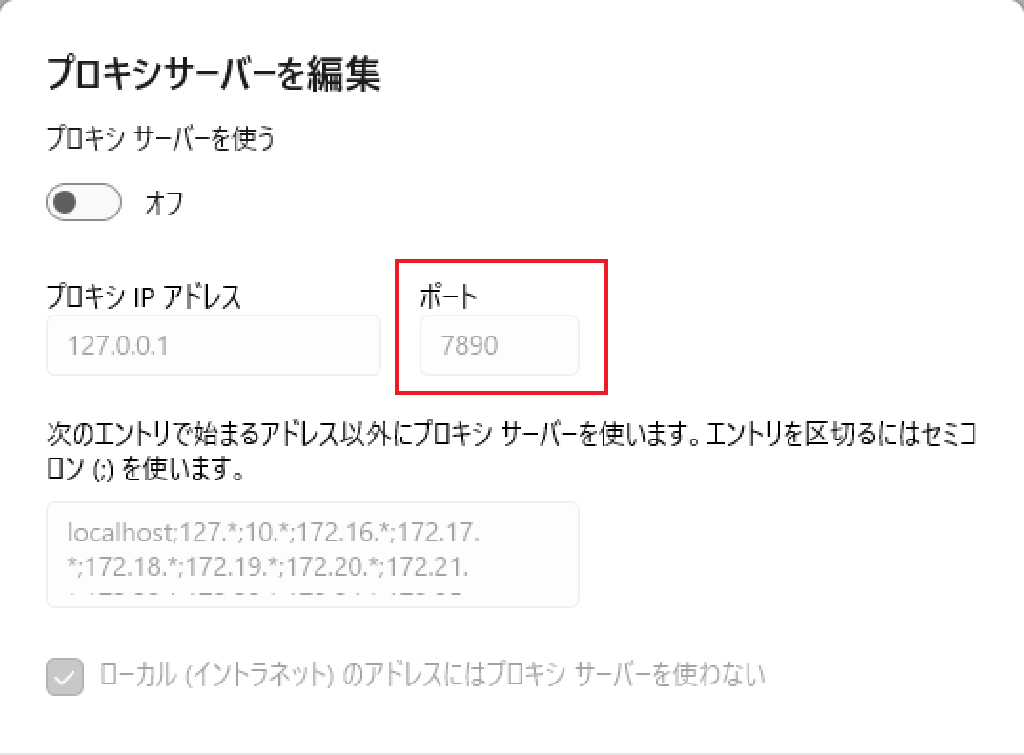 プロキシサーバーを編集
プロキシ サーバーを使う
オフ
プロキシ IP アドレス
ポート
127.0.0.1
7890
次のエントリで始まるアドレス以外にプロキシ サーバーを使います。エントリを区切るにはセミコ
ロン (;) を使います。
localhost;127.*;10.*;172.16.*;172.17.
*;172.18.*;172.19.*;172.20.*;172.21.
ローカル (イントラネット) のアドレスにはプロキシ サーバーを使わない